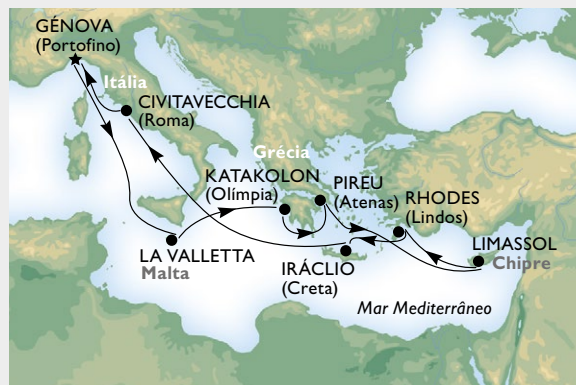 GÉNOVA
(Portofino)
Itália
CIVITAVECCHIA
(Roma)
Grécia
KATAKOLON
(Olímpia)
PIREU
(Atenas)
RHODES
(Lindos)
LA VALLETTA
Malta
IRÁCLIO
(Creta)
LIMASSOL
Chipre
Mar Mediterrâneo